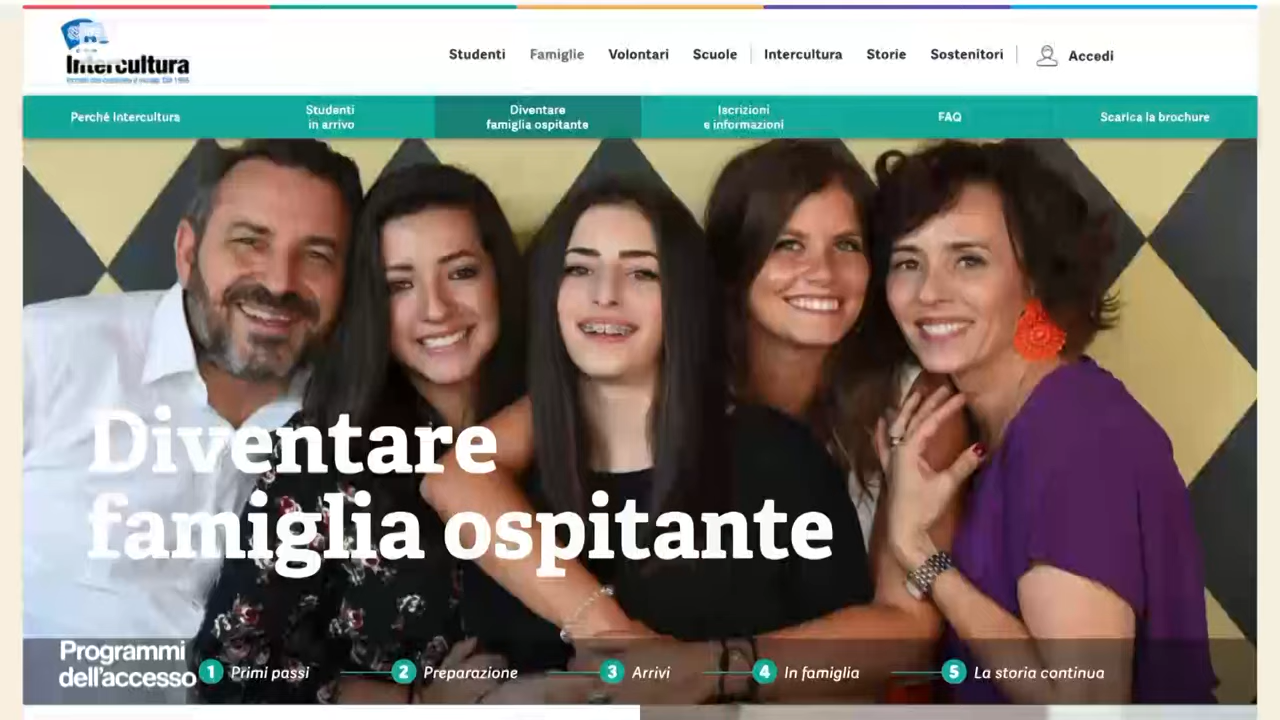 Intercultura
Studenti
Famiglie
Volontari
Scuole
Intercultura
Storie
Sostenitori
Accedi
Perché Intercultura
Studenti
in arrivo
Diventare
famiglia ospitante
Iscrizioni
e informazioni
FAQ
Scarica la brochure
Diventare
famiglia ospitante
Programmi
dell'accesso
1 Primi passi
2 Preparazione
3 Arrivi
4 In famiglia
5 La storia continua